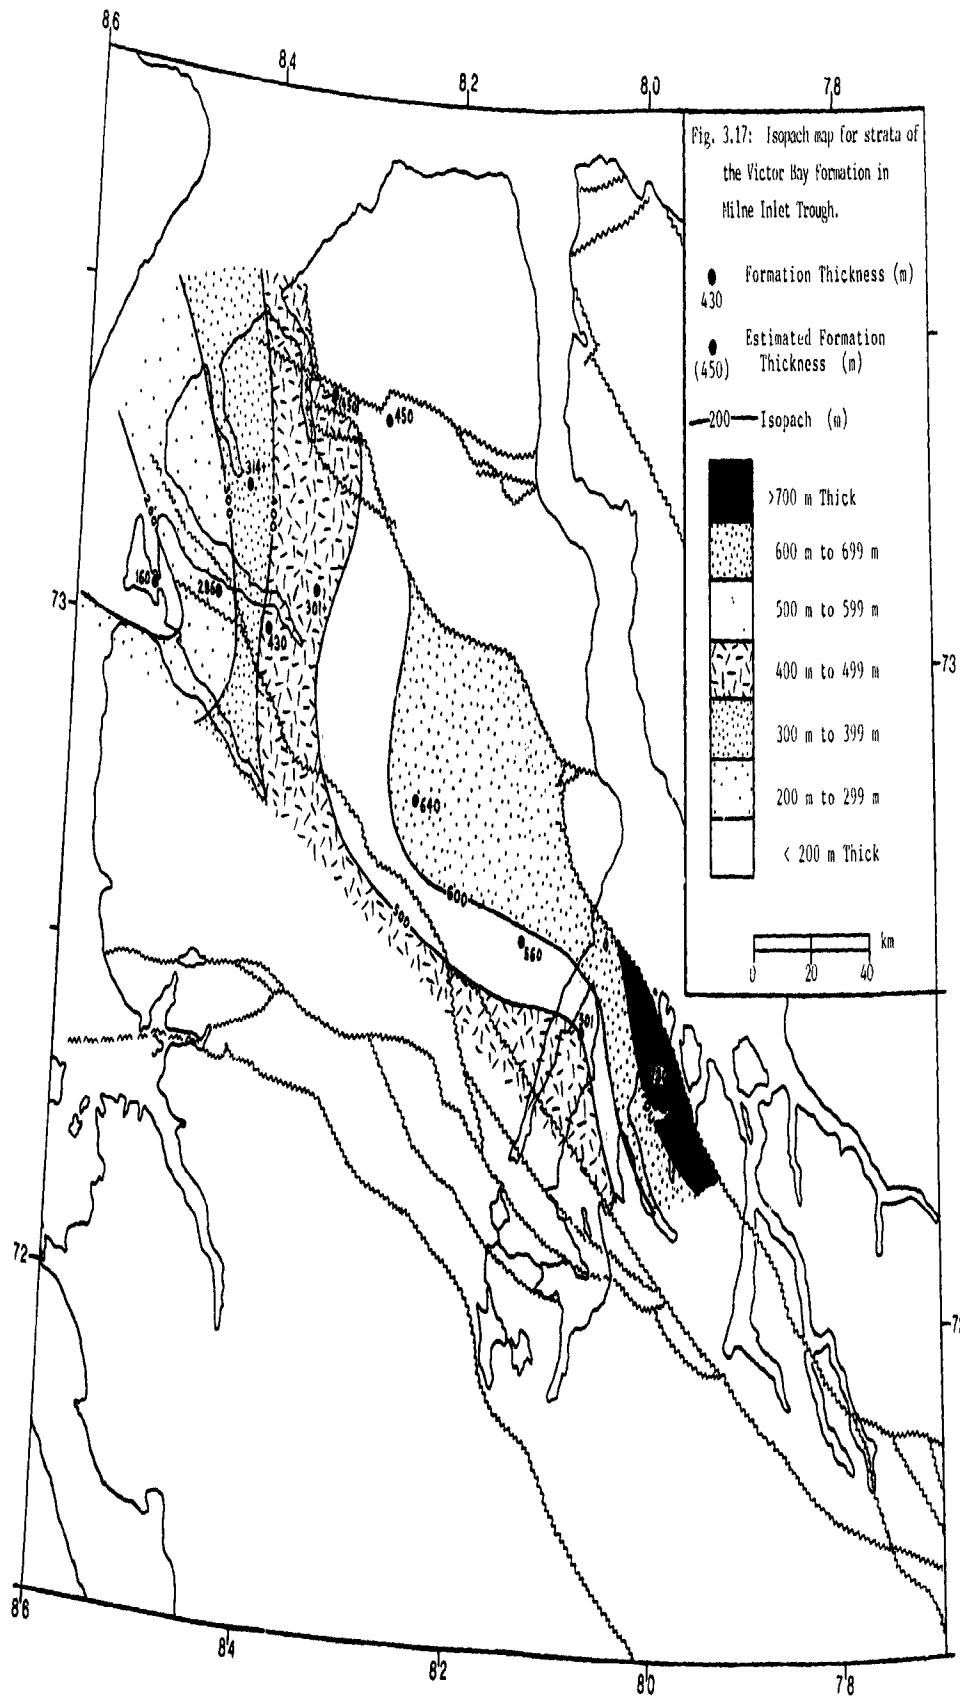 86
84
82
80
78
Fig. 3.17: Isopach map for strata of
the Victor Bay Formation in
Milne Inlet Trough.
Formation Thickness (m)
430
Estimated Formation
Thickness (m)
(450)
200 Isopach (m)
>700 m Thick
600 m to 699 m
500 m to 599 m
400 m to 499 m
300 m to 399 m
200 m to 299 m
< 200 m Thick
km
0 20 40
450
314+
301+
430
73
73
640
600
500
560
72
86
84
82
80
78